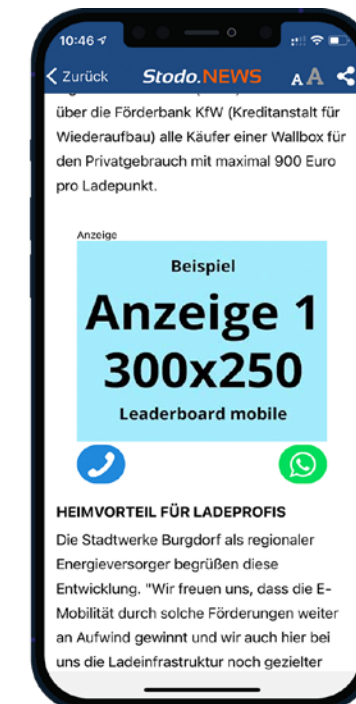 10:46
Zurück Stodo.NEWS AA
über die Förderbank KfW (Kreditanstalt für
Wiederaufbau) alle Käufer einer Wallbox für
den Privatgebrauch mit maximal 900 Euro
pro Ladepunkt.
Anzeige
Beispiel
Anzeige 1
300x250
Leaderboard mobile
HEIMVORTEIL FÜR LADEPROFIS
Die Stadtwerke Burgdorf als regionaler
Energieversorger begrüßen diese
Entwicklung. "Wir freuen uns, dass die E-
Mobilität durch solche Förderungen weiter
an Aufwind gewinnt und wir auch hier bei
uns die Ladeinfrastruktur noch gezielter